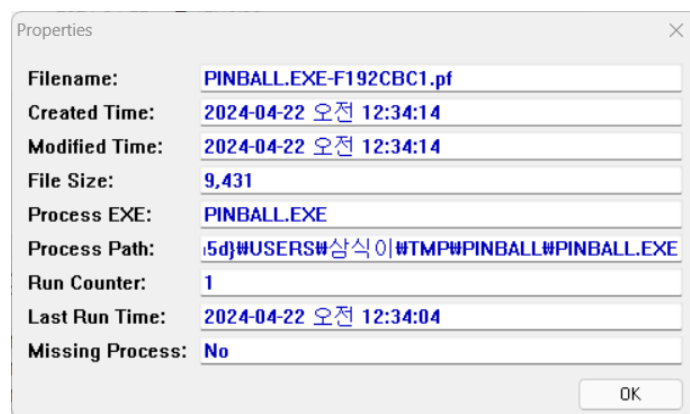 Properties
Filename: PINBALL.EXE-F192CBC1.pf
Created Time: 2024-04-22 오전 12:34:14
Modified Time: 2024-04-22 오전 12:34:14
File Size: 9,431
Process EXE: PINBALL.EXE
Process Path: 5d}₩USERS₩삼식이₩TMP₩PINBALL₩PINBALL.EXE
Run Counter: 1
Last Run Time: 2024-04-22 오전 12:34:04
Missing Process: No
OK